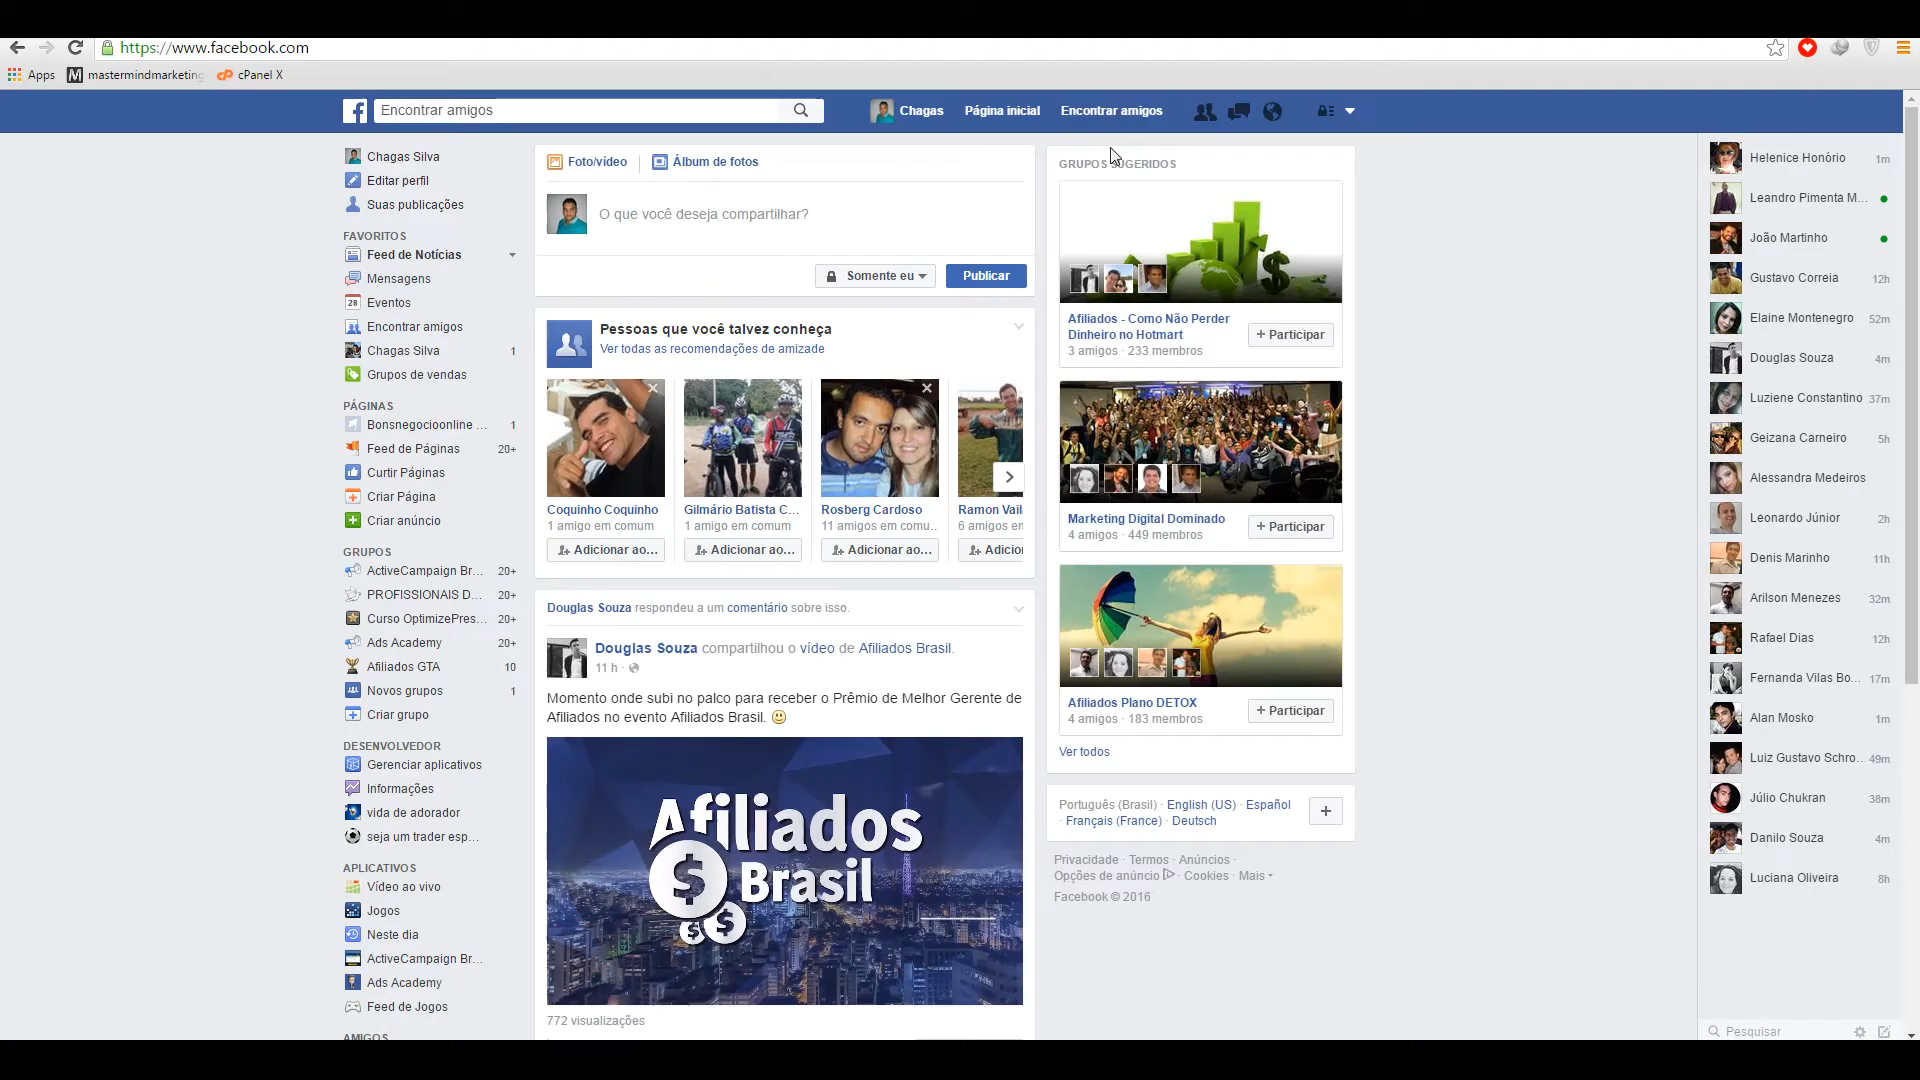 https://www.facebook.com
Apps
mastermindmarketing
cPanel X
Encontrar amigos
Chagas
Página inicial
Encontrar amigos
Chagas Silva
Editar perfil
Suas publicações
FAVORITOS
Feed de Notícias
Mensagens
28
Eventos
Encontrar amigos
Chagas Silva 1
Grupos de vendas
PÁGINAS
Bonsnegocioonline ... 1
Feed de Páginas 20+
Curtir Páginas
Criar Página
Criar anúncio
GRUPOS
ActiveCampaign Br... 20+
PROFISSIONAIS D... 20+
Curso OptimizePres... 20+
Ads Academy 20+
Afiliados GTA 10
Novos grupos 1
Criar grupo
DESENVOLVEDOR
Gerenciar aplicativos
Informações
vida de adorador
seja um trader esp...
APLICATIVOS
Vídeo ao vivo
Jogos
Neste dia
ActiveCampaign Br...
Ads Academy
Feed de Jogos
AMIGOS
Foto/vídeo
Álbum de fotos
O que você deseja compartilhar?
Somente eu
Publicar
Pessoas que você talvez conheça
Ver todas as recomendações de amizade
Coquinho Coquinho
1 amigo em comum
Adicionar ao...
Gilmário Batista C...
1 amigo em comum
Adicionar ao...
Rosberg Cardoso
11 amigos em comu...
Adicionar ao...
Ramon Vail
6 amigos em
Adicio
Douglas Souza respondeu a um comentário sobre isso.
Douglas Souza compartilhou o vídeo de Afiliados Brasil.
11 h ·
Momento onde subi no palco para receber o Prêmio de Melhor Gerente de
Afiliados no evento Afiliados Brasil.
Afiliados
Brasil
772 visualizações
GRUPOS SUGERIDOS
Afiliados - Como Não Perder
Dinheiro no Hotmart
3 amigos · 233 membros
+ Participar
Marketing Digital Dominado
4 amigos · 449 membros
+ Participar
Afiliados Plano DETOX
4 amigos · 183 membros
+ Participar
Ver todos
Português (Brasil) · English (US) · Español
· Français (France) · Deutsch
Privacidade · Termos · Anúncios ·
Opções de anúncio · Cookies · Mais
Facebook © 2016
Helenice Honório 1m
Leandro Pimenta M...
João Martinho
Gustavo Correia 12h
Elaine Montenegro 52m
Douglas Souza 4m
Luziene Constantino 37m
Geizana Carneiro 5h
Alessandra Medeiros
Leonardo Júnior 2h
Denis Marinho 11h
Arilson Menezes 32m
Rafael Dias 12h
Fernanda Vilas Bo... 17m
Alan Mosko 1m
Luiz Gustavo Schro... 49m
Júlio Chukran 38m
Danilo Souza 4m
Luciana Oliveira 8h
Pesquisar